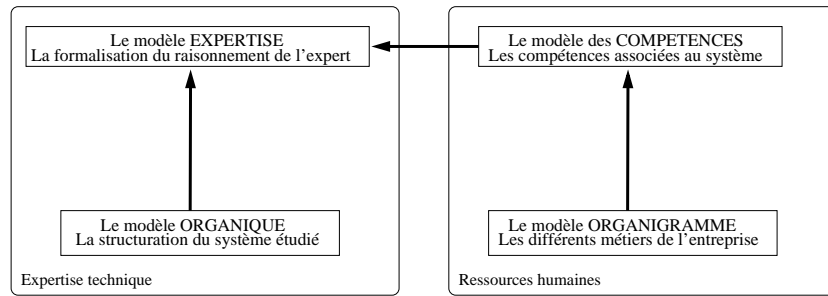 Le modèle EXPERTISE
La formalisation du raisonnement de l'expert
Le modèle des COMPETENCES
Les compétences associées au système
Le modèle ORGANIQUE
La structuration du système étudié
Le modèle ORGANIGRAMME
Les différents métiers de l'entreprise
Expertise technique
Ressources humaines